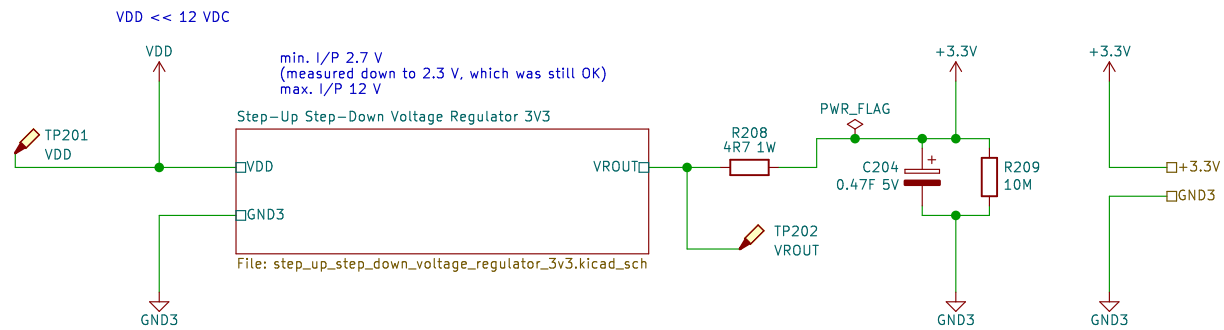 VDD << 12 VDC
VDD
min. I/P 2.7 V
(measured down to 2.3 V, which was still OK)
max. I/P 12 V
+3.3V
+3.3V
Step-Up Step-Down Voltage Regulator 3V3
PWR_FLAG
TP201
VDD
R208
4R7 1W
VDD
VROUT
+
C204
0.47F 5V
R209
10M
+3.3V
GND3
GND3
TP202
VROUT
File: step_up_step_down_voltage_regulator_3v3.kicad_sch
GND3
GND3
GND3